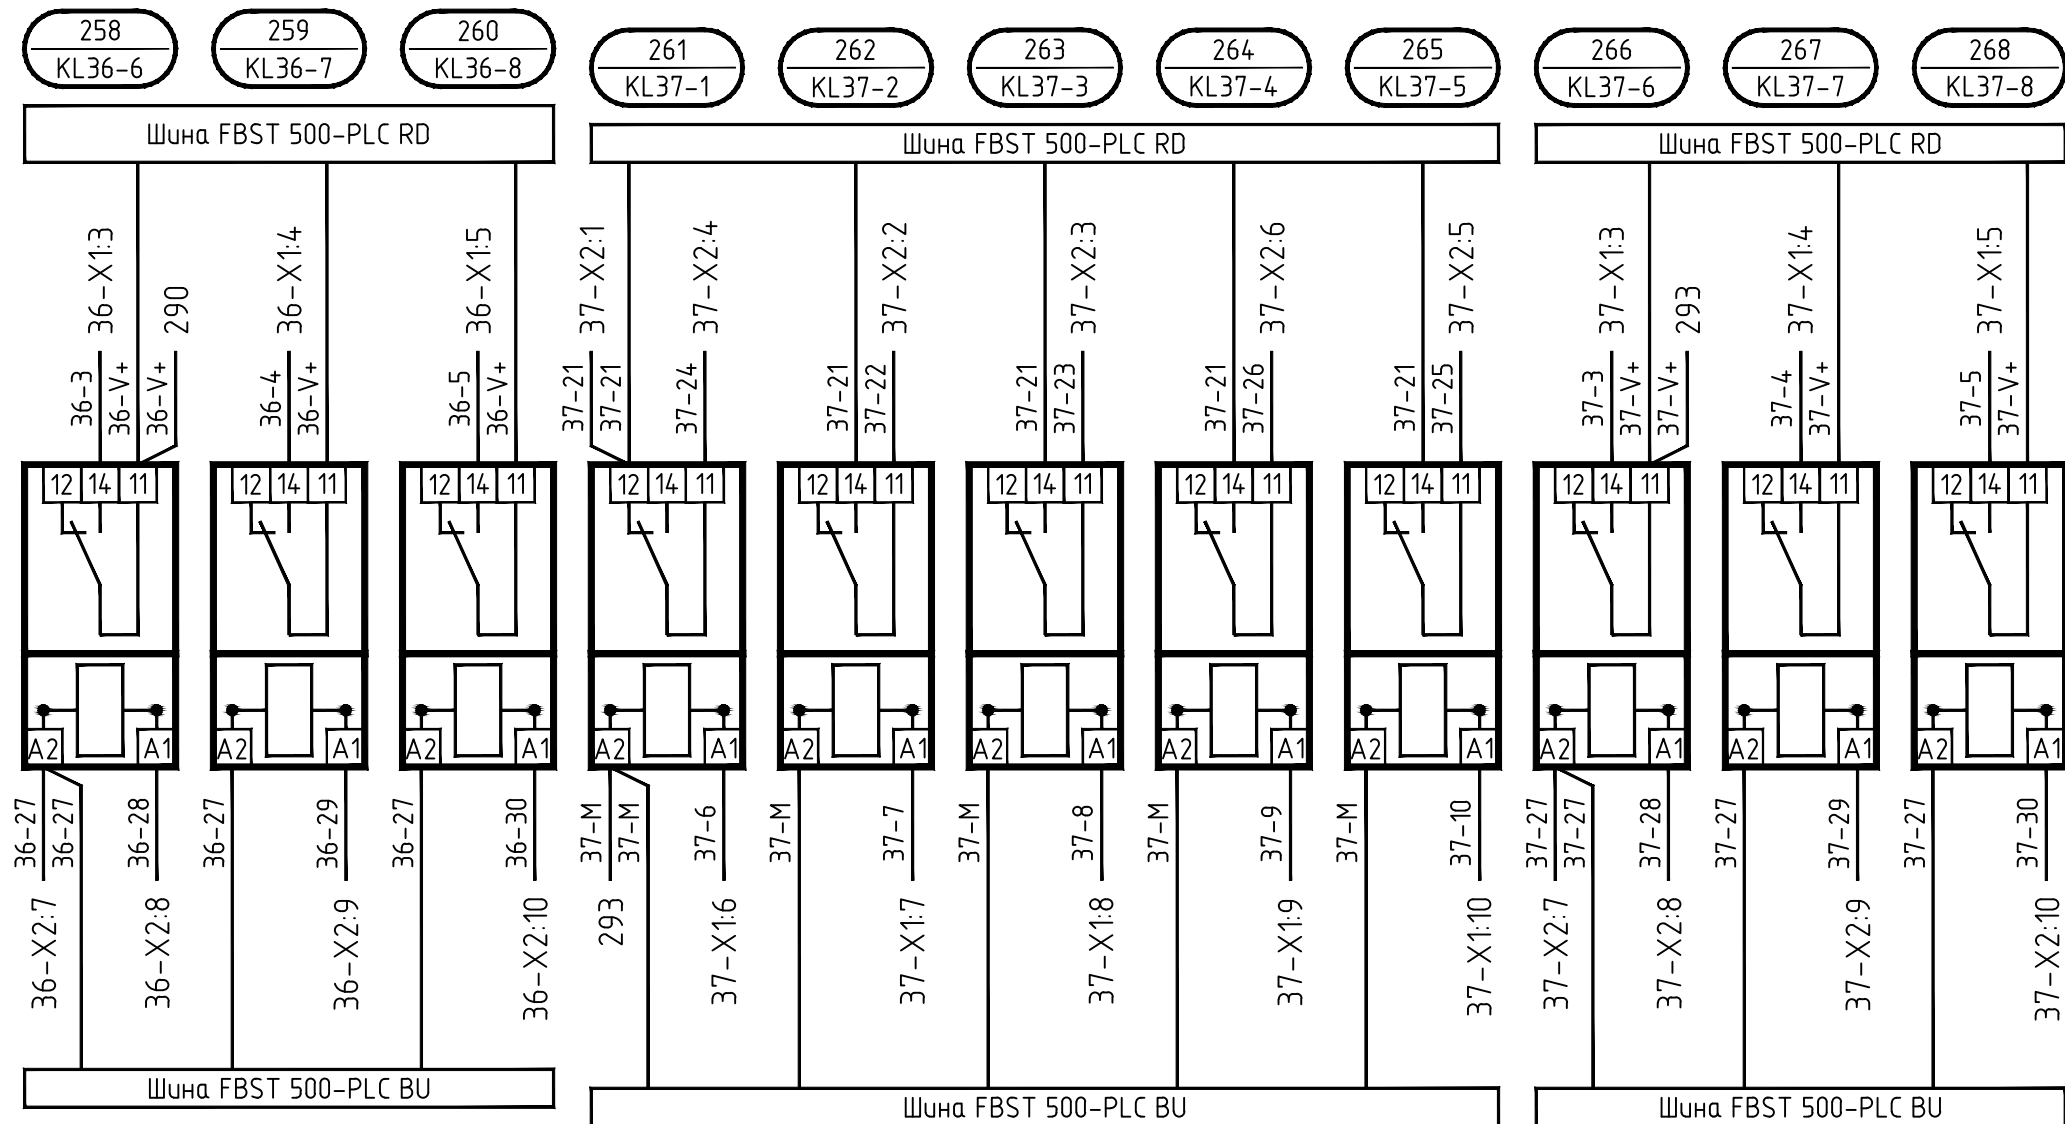 258
KL36-6
259
KL36-7
260
KL36-8
261
KL37-1
262
KL37-2
263
KL37-3
264
KL37-4
265
KL37-5
266
KL37-6
267
KL37-7
268
KL37-8
Шина FBST 500-PLC RD
Шина FBST 500-PLC RD
Шина FBST 500-PLC RD
36-3
36-X1:3
36-V+
36-V+
290
36-4
36-X1:4
36-V+
36-5
36-X1:5
36-V+
37-21
37-X2:1
37-21
37-24
37-X2:4
37-21
37-22
37-X2:2
37-21
37-23
37-X2:3
37-21
37-26
37-X2:6
37-21
37-25
37-X2:5
37-3
37-X1:3
37-V+
37-V+
293
37-4
37-X1:4
37-V+
37-5
37-X1:5
37-V+
12 14 11
12 14 11
12 14 11
12 14 11
12 14 11
12 14 11
12 14 11
12 14 11
12 14 11
12 14 11
12 14 11
A2 A1
A2 A1
A2 A1
A2 A1
A2 A1
A2 A1
A2 A1
A2 A1
A2 A1
A2 A1
A2 A1
36-27
36-X2:7
36-27
36-28
36-X2:8
36-27
36-29
36-X2:9
36-27
36-30
36-X2:10
37-M
293
37-M
37-6
37-X1:6
37-M
37-7
37-X1:7
37-M
37-8
37-X1:8
37-M
37-9
37-X1:9
37-M
37-10
37-X1:10
37-27
37-X2:7
37-27
37-28
37-X2:8
37-27
37-29
37-X2:9
37-27
37-30
37-X2:10
Шина FBST 500-PLC BU
Шина FBST 500-PLC BU
Шина FBST 500-PLC BU